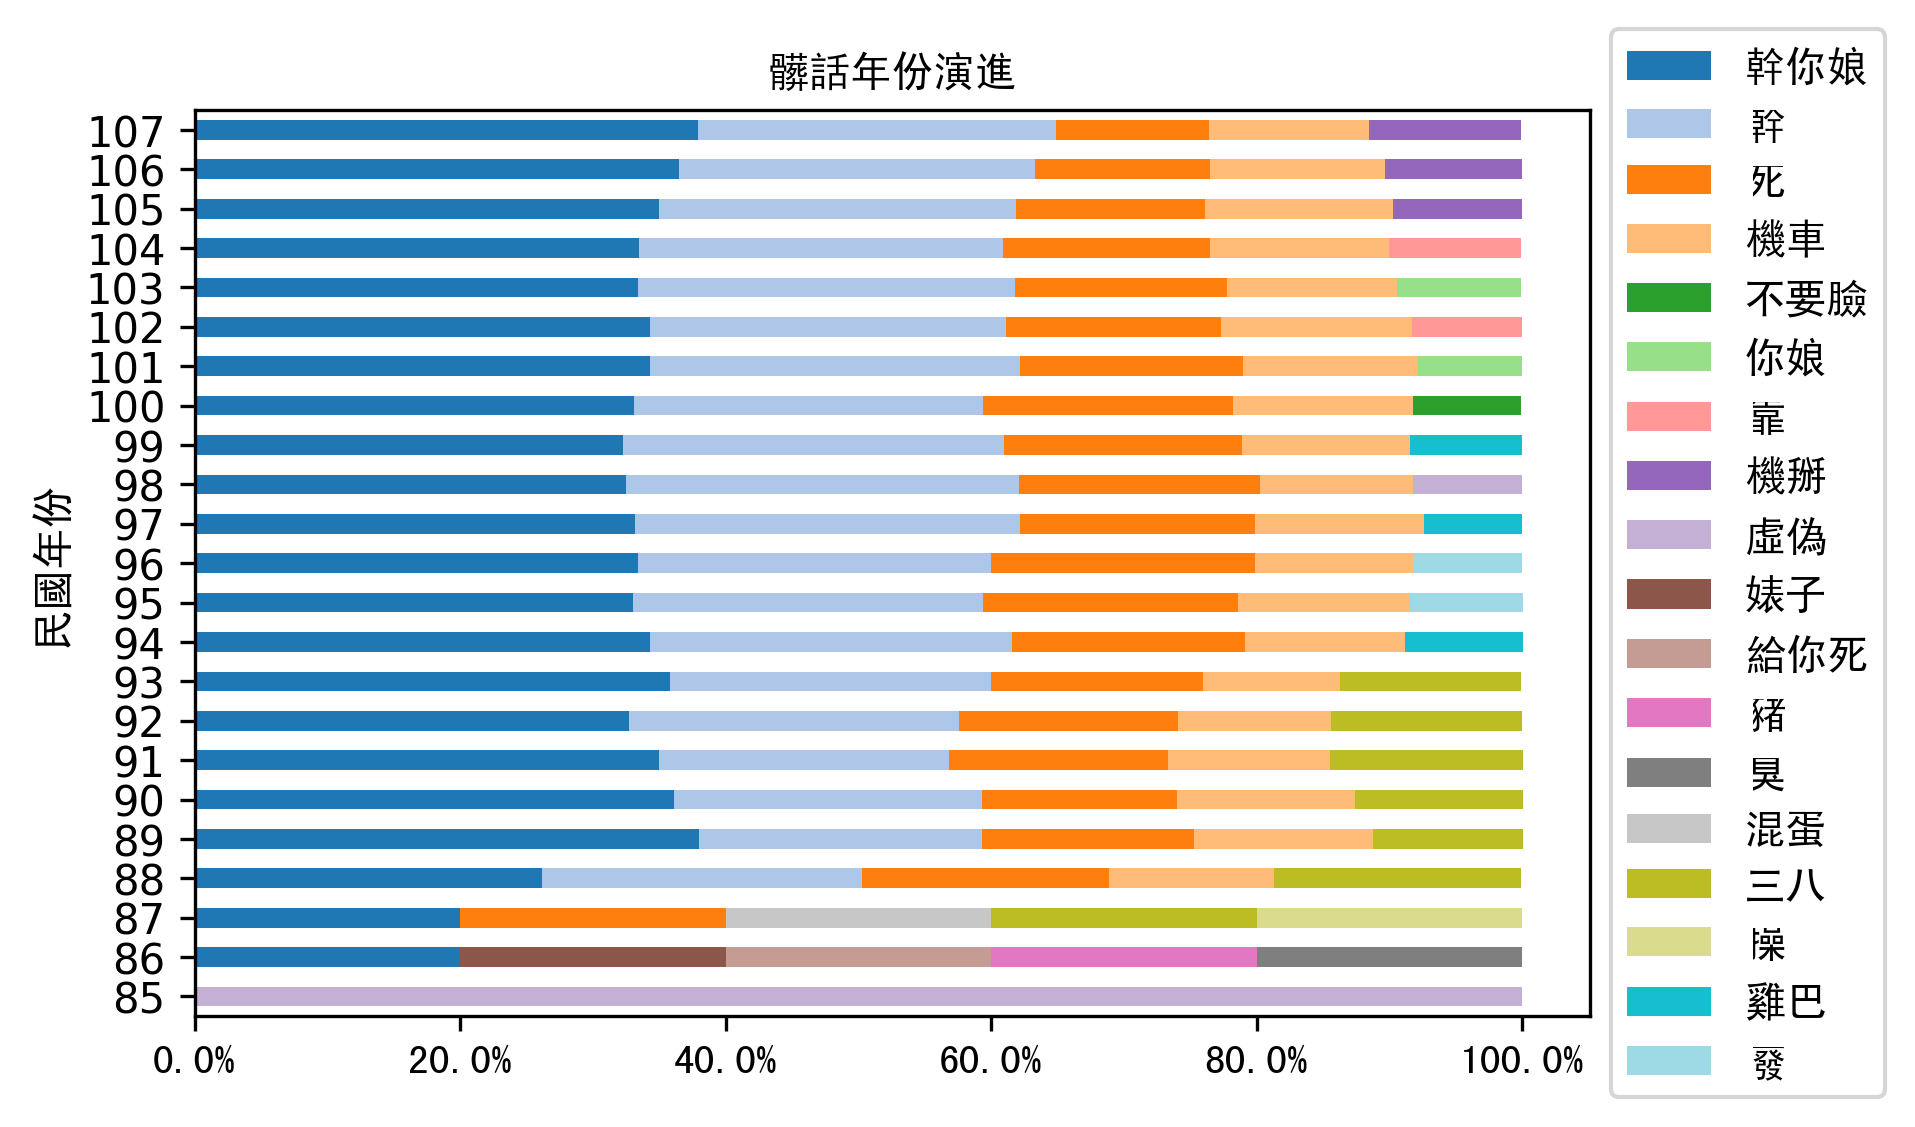 髒話年份演進
民國年份
107
106
105
104
103
102
101
100
99
98
97
96
95
94
93
92
91
90
89
88
87
86
85
0.0%
20.0%
40.0%
60.0%
80.0%
100.0%
幹你娘
幹
死
機車
不要臉
你娘
靠
機掰
虛偽
婊子
給你死
豬
臭
混蛋
三八
操
雞巴
發